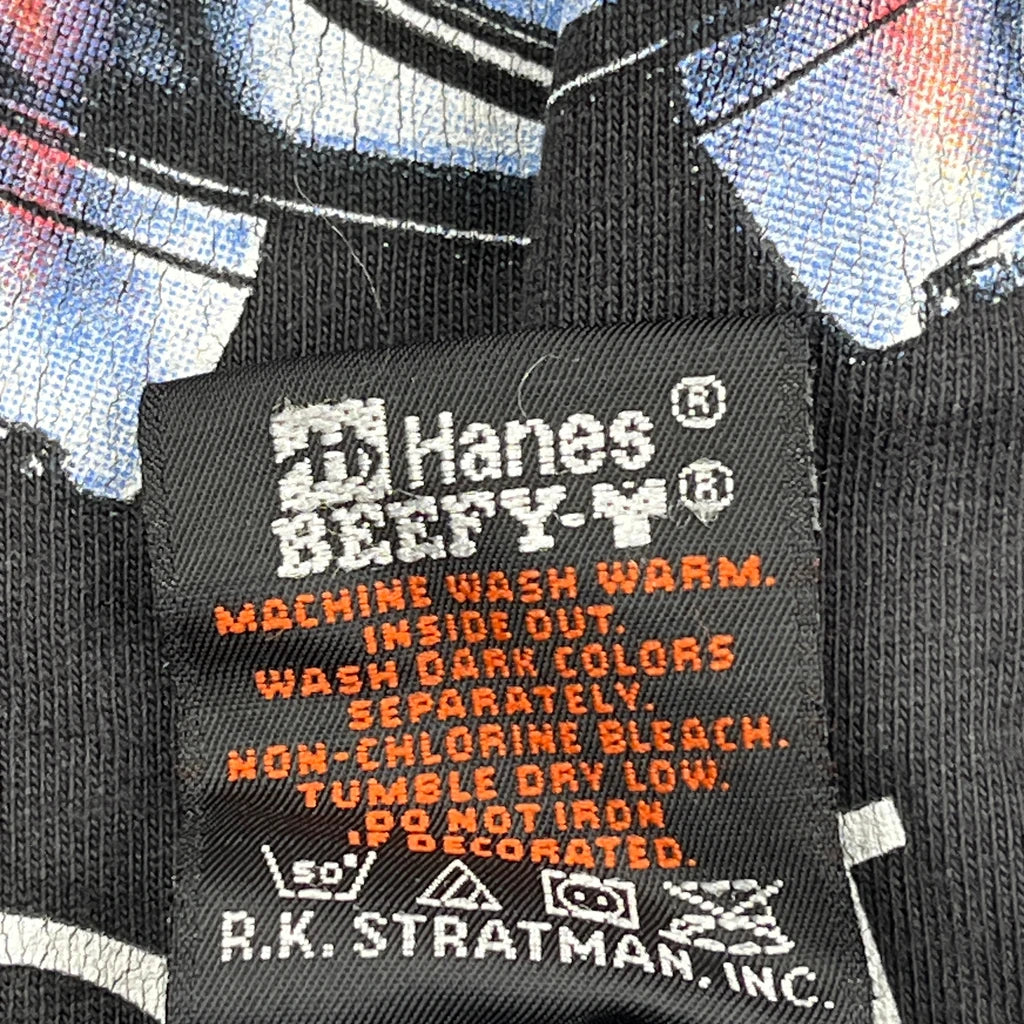 Hanes®
BEEFY-T®
MACHINE WASH WARM.
INSIDE OUT.
WASH DARK COLORS
SEPARATELY.
NON-CHLORINE BLEACH.
TUMBLE DRY LOW.
DO NOT IRON
IF DECORATED.
50°
R.K. STRATMAN, INC.